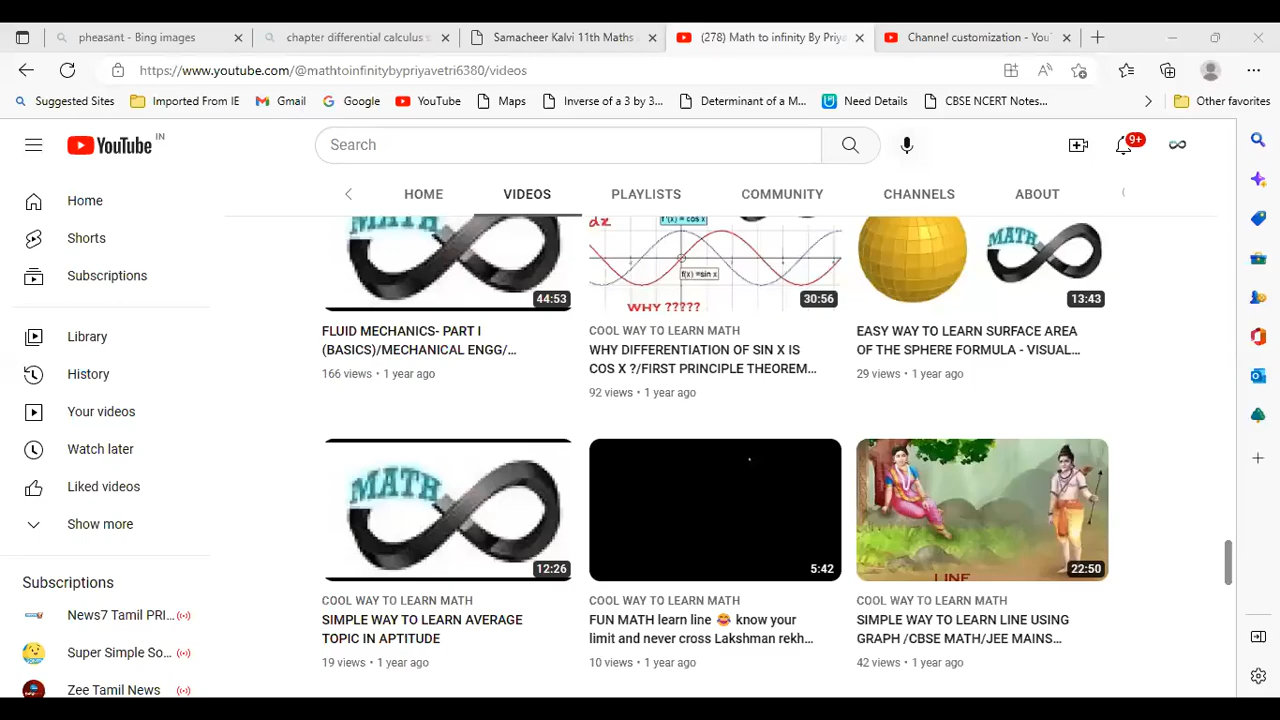 pheasant - Bing images
chapter differential calculus s
Samacheer Kalvi 11th Maths
(278) Math to infinity By Priya
Channel customization - You
https://www.youtube.com/@mathtoinfinitybypriyavetri6380/videos
Suggested Sites
Imported From IE
Gmail
Google
YouTube
Maps
Inverse of a 3 by 3...
Determinant of a M...
Need Details
CBSE NCERT Notes...
Other favorites
YouTube IN
Search
9+
HOME
VIDEOS
PLAYLISTS
COMMUNITY
CHANNELS
ABOUT
Home
Shorts
Subscriptions
Library
History
Your videos
Watch later
Liked videos
Show more
Subscriptions
News7 Tamil PRI...
Super Simple So...
Zee Tamil News
MATH
44:53
FLUID MECHANICS- PART I
(BASICS)/MECHANICAL ENGG/...
166 views • 1 year ago
dx
f'(x) = cos x
f(x) =sin x
WHY ?????
30:56
COOL WAY TO LEARN MATH
WHY DIFFERENTIATION OF SIN X IS
COS X ?/FIRST PRINCIPLE THEOREM...
92 views • 1 year ago
MATH
13:43
EASY WAY TO LEARN SURFACE AREA
OF THE SPHERE FORMULA - VISUAL...
29 views • 1 year ago
MATH
12:26
COOL WAY TO LEARN MATH
SIMPLE WAY TO LEARN AVERAGE
TOPIC IN APTITUDE
19 views • 1 year ago
5:42
COOL WAY TO LEARN MATH
FUN MATH learn line 😂 know your
limit and never cross Lakshman rekh...
10 views • 1 year ago
LINE
22:50
COOL WAY TO LEARN MATH
SIMPLE WAY TO LEARN LINE USING
GRAPH /CBSE MATH/JEE MAINS...
42 views • 1 year ago